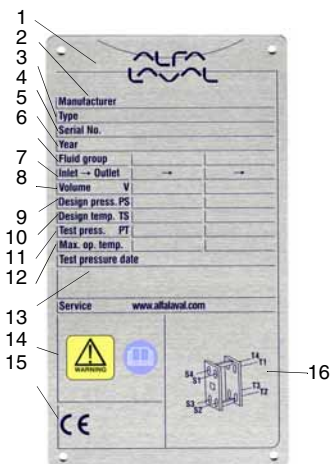 1
2
3
4
5
6
7
8
9
10
11
12
13
14
15
16
ALFA
LAVAL
Manufacturer
Type
Serial No.
Year
Fluid group
Inlet → Outlet → →
Volume V
Design press. PS
Design temp. TS
Test press. PT
Max. op. temp.
Test pressure date
Service www.alfalaval.com
WARNING
CE
S4
S1
S3
S2
T4
T1
T3
T2